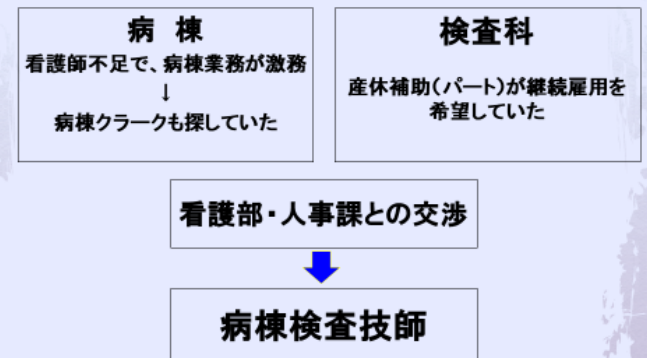 病 棟
看護師不足で、病棟業務が激務
↓
病棟クラークも探していた
検査科
産休補助(パート)が継続雇用を
希望していた
看護部・人事課との交渉
病棟検査技師